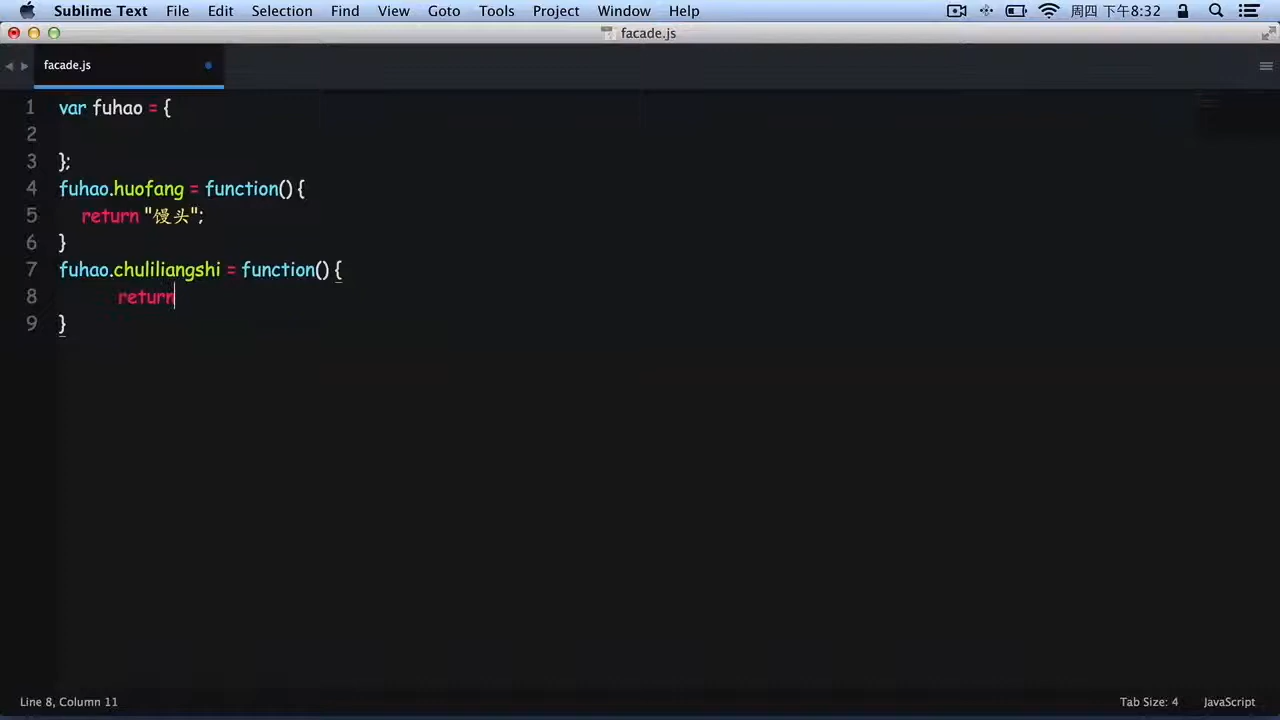 Sublime Text File Edit Selection Find View Goto Tools Project Window Help 周四 下午8:32
facade.js
facade.js
1 var fuhao = {
2
3 };
4 fuhao.huofang = function() {
5 return "馒头";
6 }
7 fuhao.chuliliangshi = function() {
8 return
9 }
Line 8, Column 11 Tab Size: 4 JavaScript